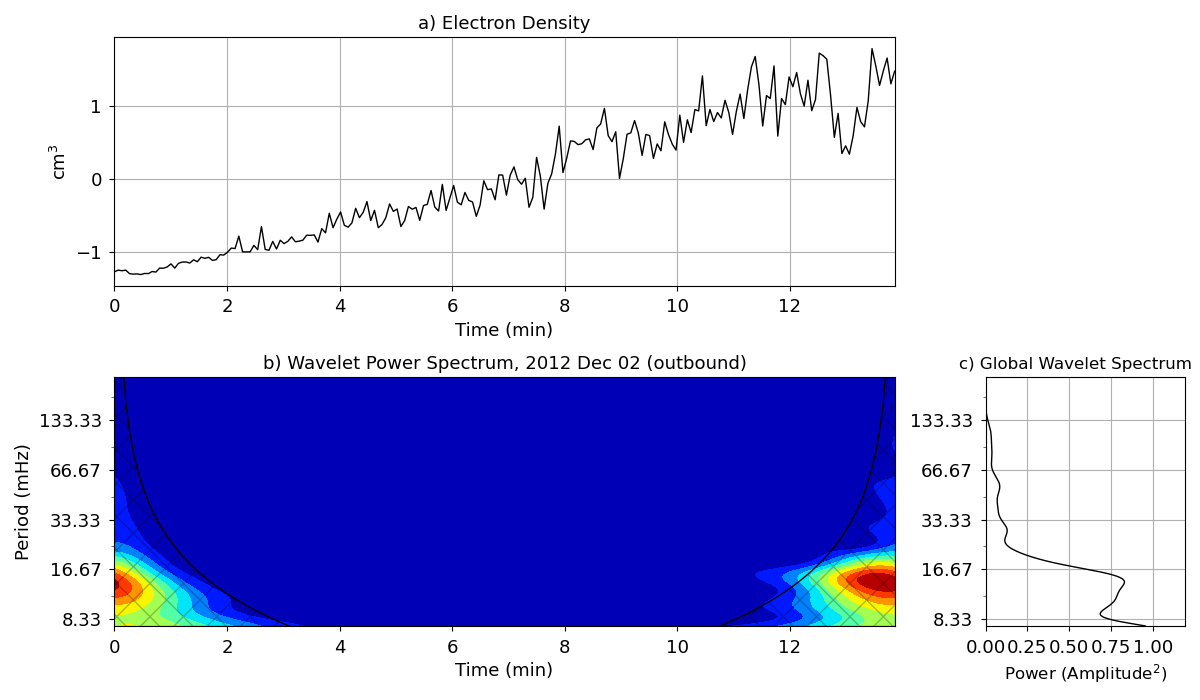 a) Electron Density
cm³
1
0
−1
0 2 4 6 8 10 12
Time (min)
b) Wavelet Power Spectrum, 2012 Dec 02 (outbound)
Period (mHz)
133.33
66.67
33.33
16.67
8.33
0 2 4 6 8 10 12
Time (min)
c) Global Wavelet Spectrum
133.33
66.67
33.33
16.67
8.33
0.00 0.25 0.50 0.75 1.00
Power (Amplitude²)